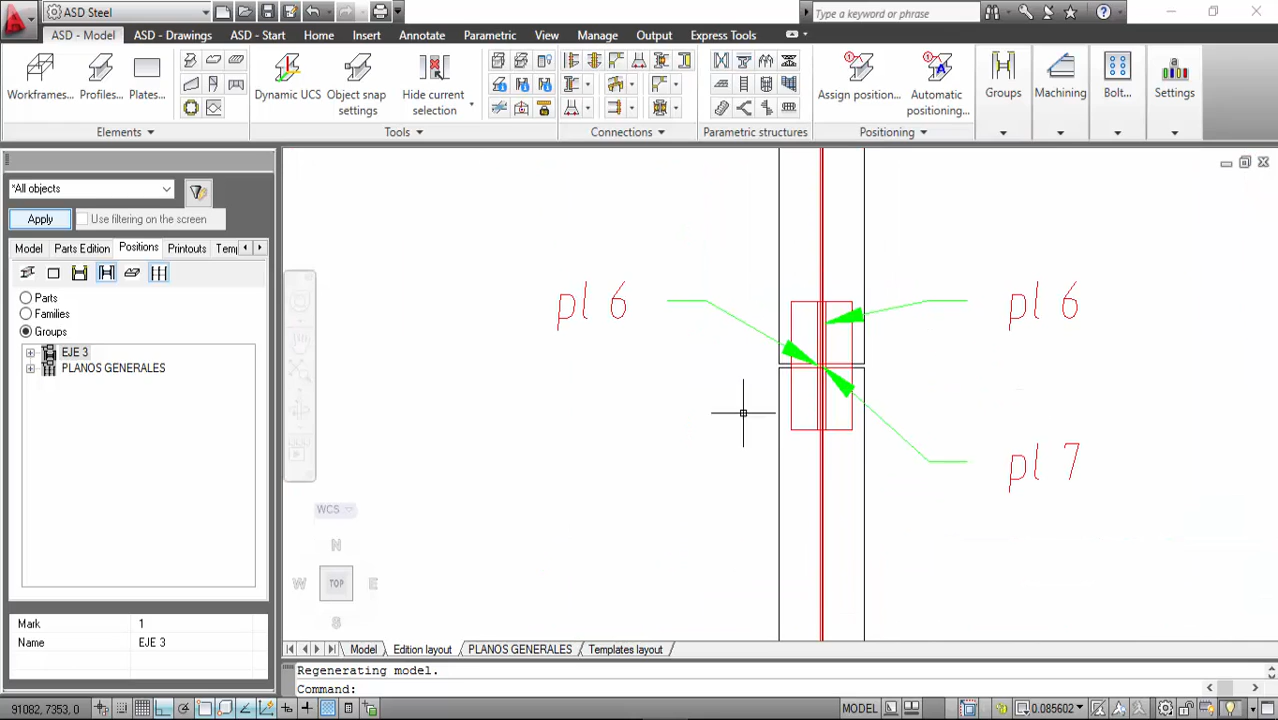 ASD Steel
Type a keyword or phrase
ASD - Model ASD - Drawings ASD - Start Home Insert Annotate Parametric View Manage Output Express Tools
Workframes... Profiles... Plates...
Dynamic UCS Object snap settings Hide current selection
Assign position... Automatic positioning...
Groups Machining Bolt... Settings
Elements Tools Connections Parametric structures Positioning
*All objects
Apply Use filtering on the screen
Model Parts Edition Positions Printouts Temp
Parts
Families
Groups
EJE 3
PLANOS GENERALES
Mark 1
Name EJE 3
pl 6
pl 6
pl 7
WCS
N
W TOP E
S
Model Edition layout PLANOS GENERALES Templates layout
Regenerating model.
Command:
91082, 7353, 0 MODEL 0.085602